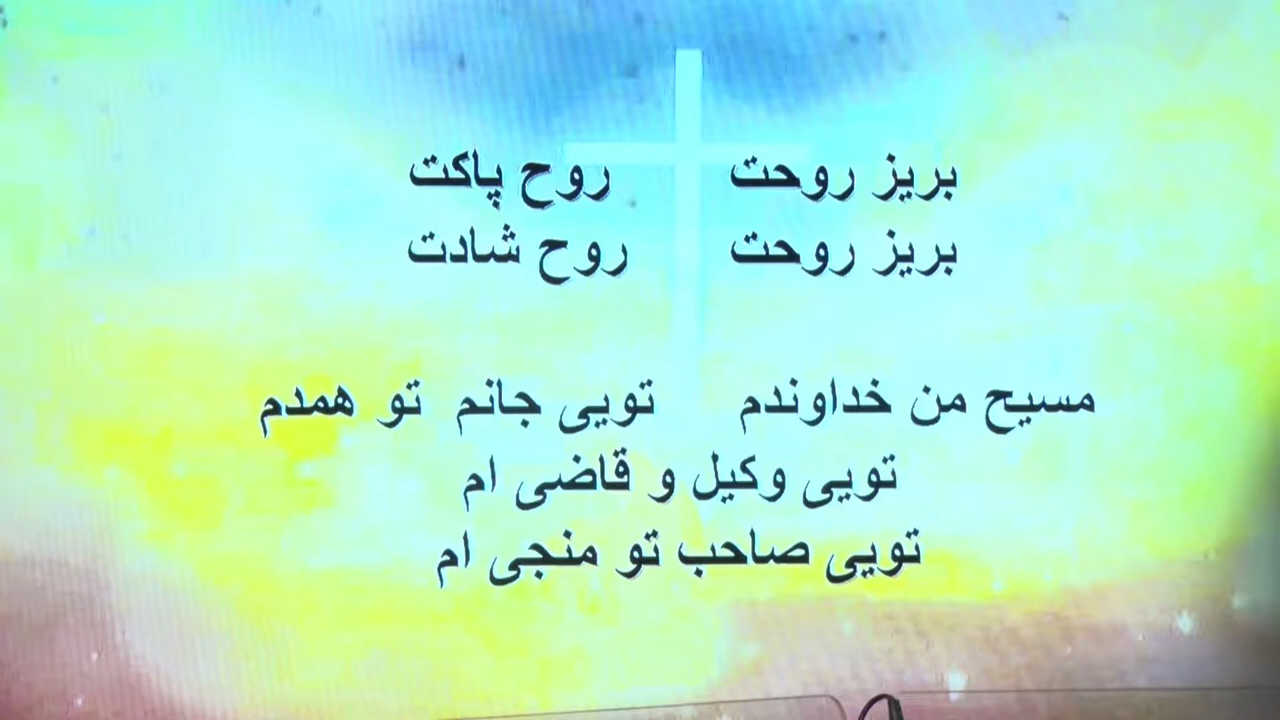 بریز روحت روح پاکت
بریز روحت روح شادت
مسیح من خداوندم تویی جانم تو همدم
تویی وکیل و قاضی ام
تویی صاحب تو منجی ام